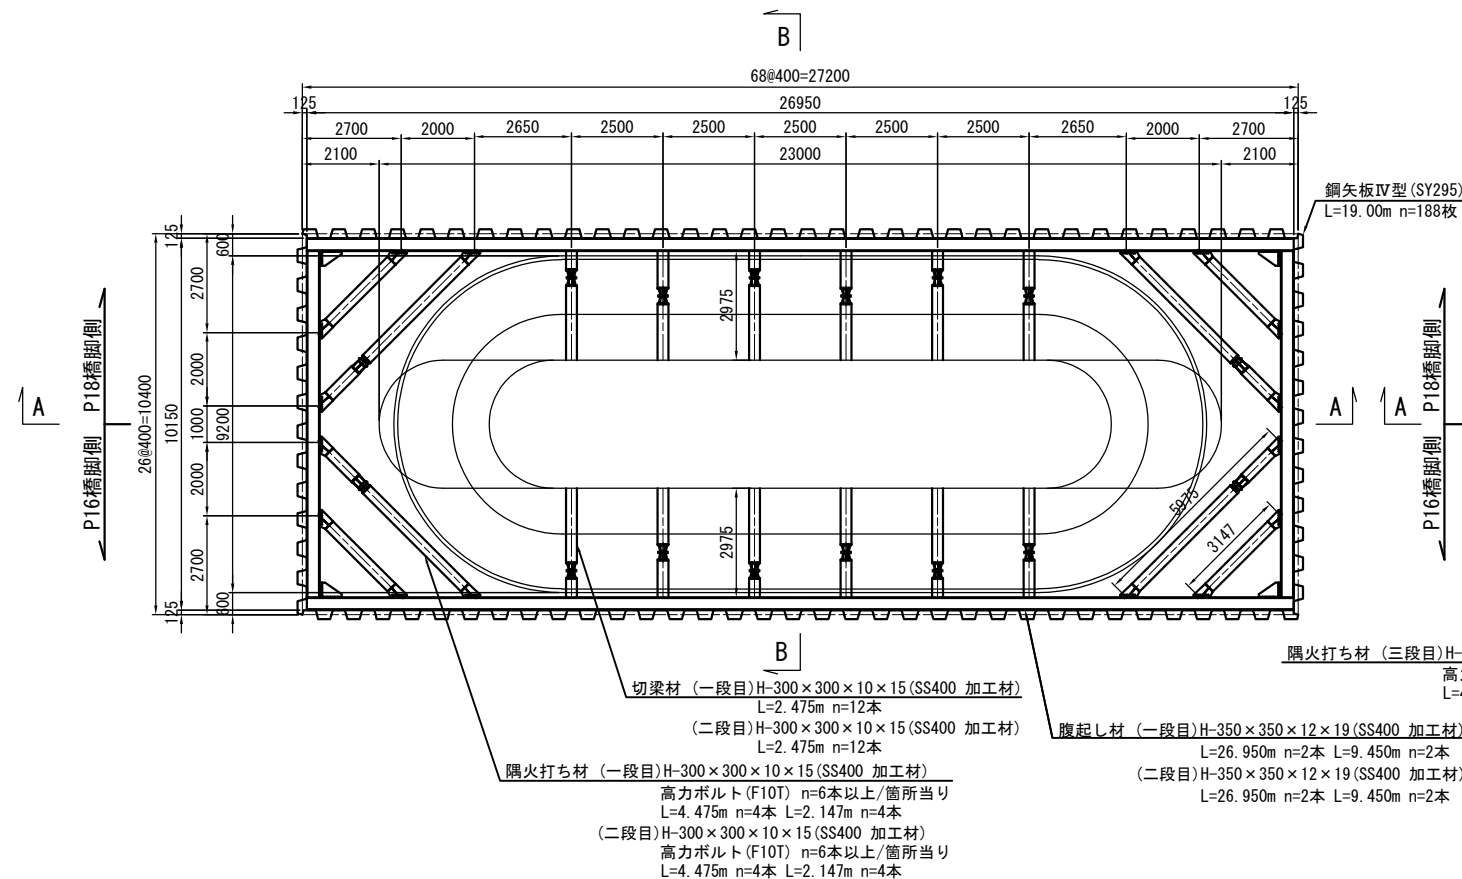 B
68@400=27200
125 26950 125
2700 2000 2650 2500 2500 2500 2500 2500 2650 2000 2700
2100 23000 2100
鋼矢板Ⅳ型(SY295)
L=19.00m n=188枚
125
600
2700
2000
1000
2000
2700
600
125
9200
10150
26@400=10400
2975
2975
5975
3147
A
P18橋脚側
P16橋脚側
A
A
P18橋脚側
P16橋脚側
B
隅火打ち材 (三段目)H-
L=4
切梁材 (一段目)H-300×300×10×15(SS400 加工材)
L=2.475m n=12本
(二段目)H-300×300×10×15(SS400 加工材)
L=2.475m n=12本
腹起し材 (一段目)H-350×350×12×19(SS400 加工材)
L=26.950m n=2本 L=9.450m n=2本
(二段目)H-350×350×12×19(SS400 加工材)
L=26.950m n=2本 L=9.450m n=2本
隅火打ち材 (一段目)H-300×300×10×15(SS400 加工材)
高力ボルト(F10T) n=6本以上/箇所当り
L=4.475m n=4本 L=2.147m n=4本
(二段目)H-300×300×10×15(SS400 加工材)
高力ボルト(F10T) n=6本以上/箇所当り
L=4.475m n=4本 L=2.147m n=4本